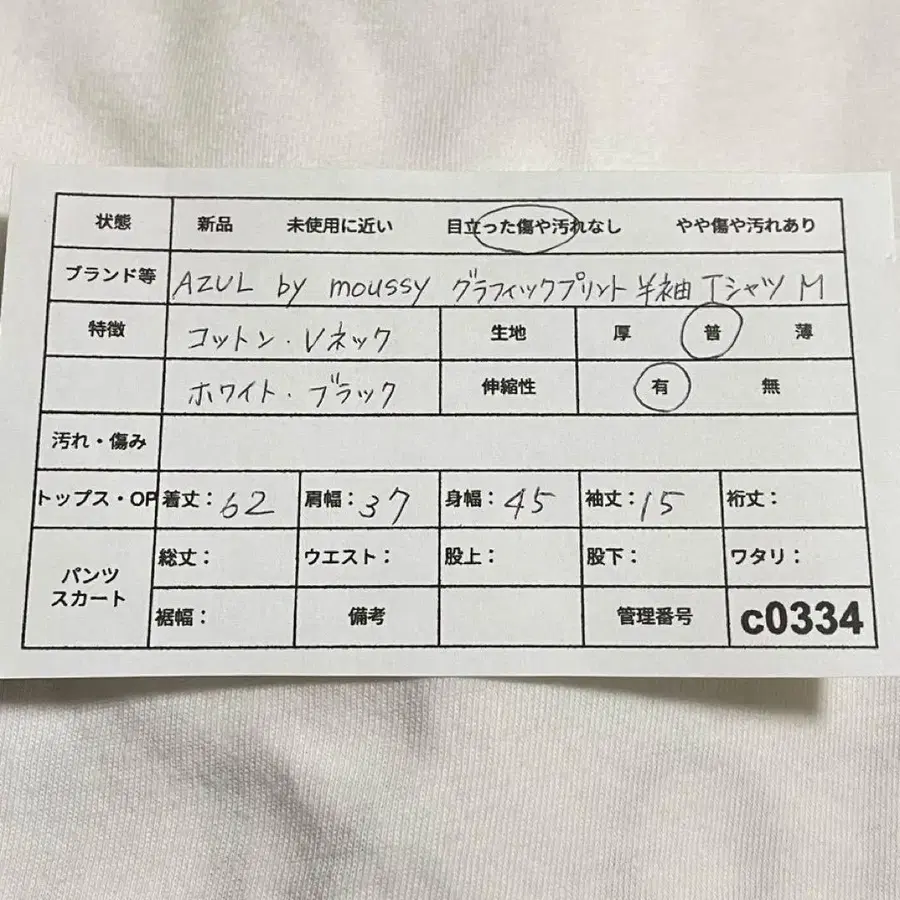 状態 新品 未使用に近い 目立った傷や汚れなし やや傷や汚れあり
ブランド等 AZUL by moussy グラフィックプリント 半袖 Tシャツ M
特徴 コットン・Vネック 生地 厚 普 薄
ホワイト・ブラック 伸縮性 有 無
汚れ・傷み
トップス・OP 着丈：62 肩幅：37 身幅：45 袖丈：15 裄丈：
パンツ スカート 総丈： ウエスト： 股上： 股下： ワタリ：
裾幅： 備考 管理番号 c0334